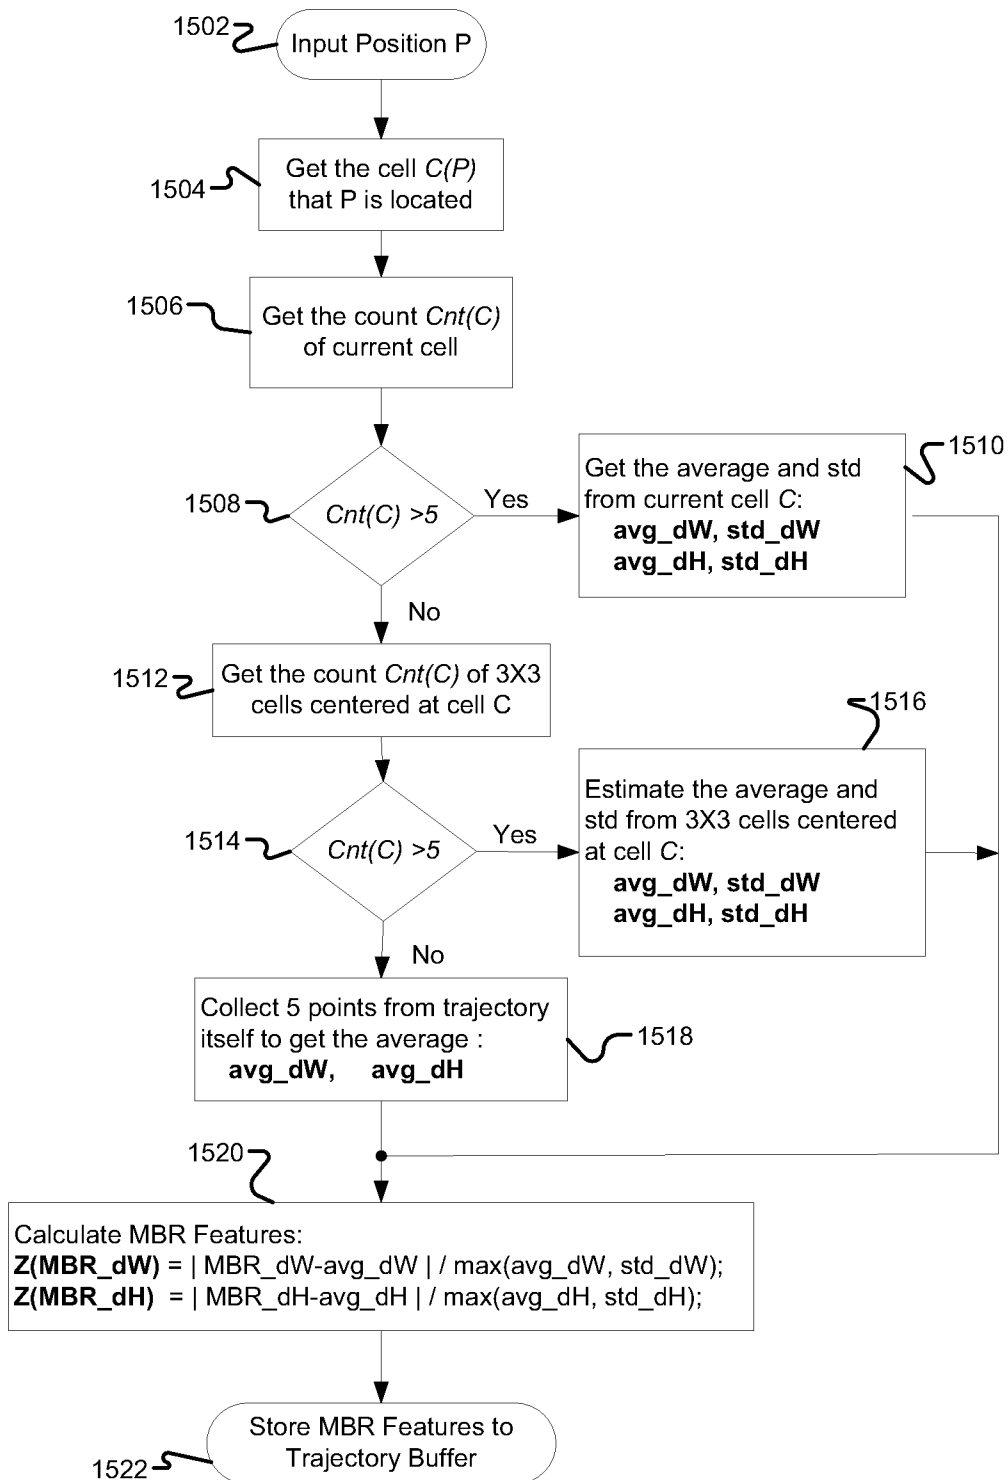 1502
Input Position P
1504
Get the cell C(P)
that P is located
1506
Get the count Cnt(C)
of current cell
1508
Cnt(C) >5
Yes
1510
Get the average and std
from current cell C:
avg_dW, std_dW
avg_dH, std_dH
No
1512
Get the count Cnt(C) of 3X3
cells centered at cell C
1514
Cnt(C) >5
Yes
1516
Estimate the average and
std from 3X3 cells centered
at cell C:
avg_dW, std_dW
avg_dH, std_dH
No
Collect 5 points from trajectory
itself to get the average :
avg_dW, avg_dH
1518
1520
Calculate MBR Features:
Z(MBR_dW) = | MBR_dW-avg_dW | / max(avg_dW, std_dW);
Z(MBR_dH) = | MBR_dH-avg_dH | / max(avg_dH, std_dH);
Store MBR Features to
Trajectory Buffer
1522